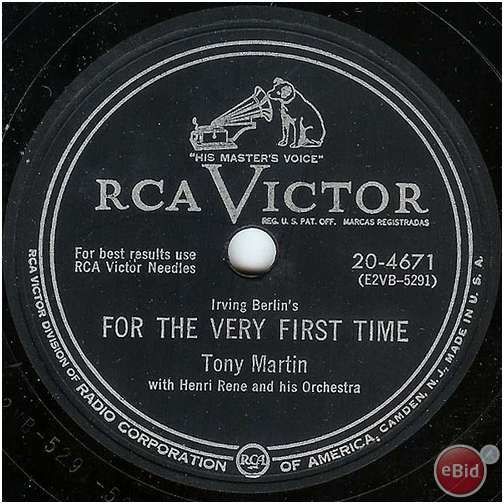 "HIS MASTER'S VOICE"
RCA VICTOR
REG. U. S. PAT. OFF. MARCAS REGISTRADAS
For best results use
RCA Victor Needles
20-4671
(E2VB-5291)
Irving Berlin's
FOR THE VERY FIRST TIME
Tony Martin
with Henri Rene and his Orchestra
RCA VICTOR DIVISION OF RADIO CORPORATION OF AMERICA, CAMDEN, N. J., MADE IN U. S. A.
RCA
eBid